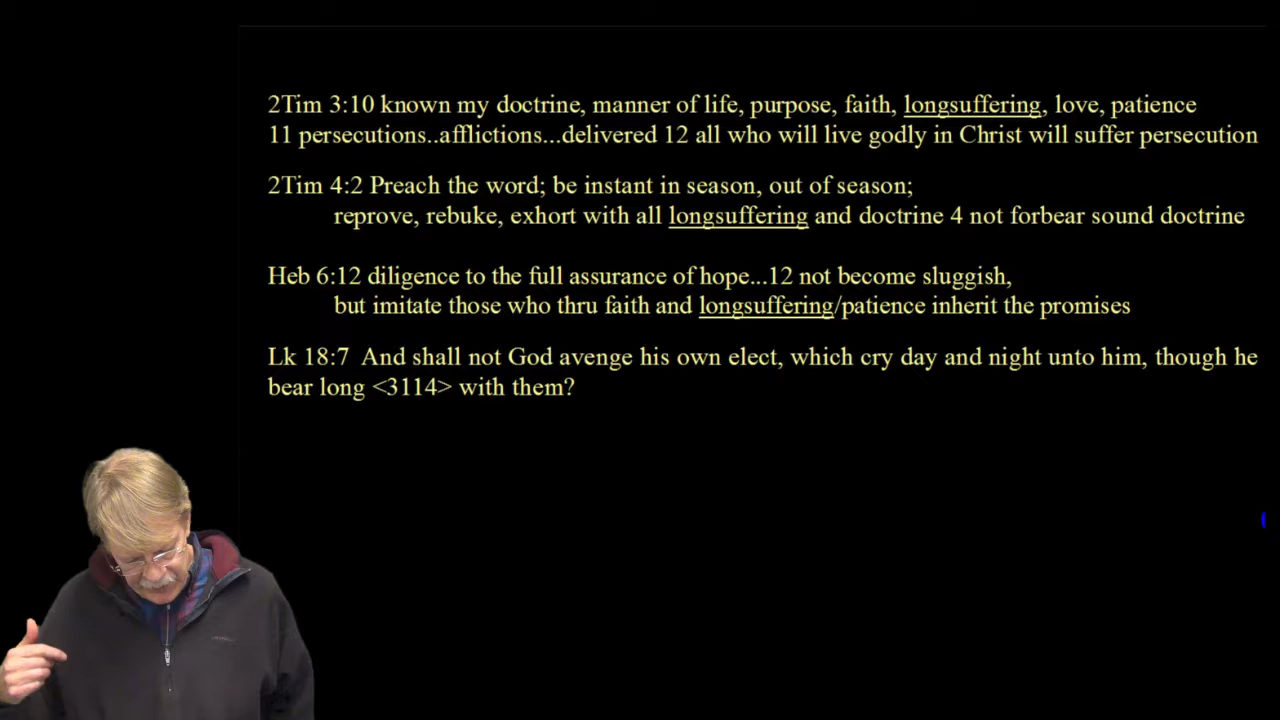 2Tim 3:10 known my doctrine, manner of life, purpose, faith, longsuffering, love, patience
11 persecutions..afflictions...delivered 12 all who will live godly in Christ will suffer persecution
2Tim 4:2 Preach the word; be instant in season, out of season;
reprove, rebuke, exhort with all longsuffering and doctrine 4 not forbear sound doctrine
Heb 6:12 diligence to the full assurance of hope...12 not become sluggish,
but imitate those who thru faith and longsuffering/patience inherit the promises
Lk 18:7 And shall not God avenge his own elect, which cry day and night unto him, though he
bear long <3114> with them?